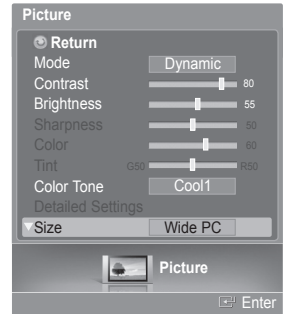 Picture
Return
Mode Dynamic
Contrast 80
Brightness 55
Sharpness 50
Color 60
Tint G50 R50
Color Tone Cool1
Detailed Settings
Size Wide PC
Picture
Enter